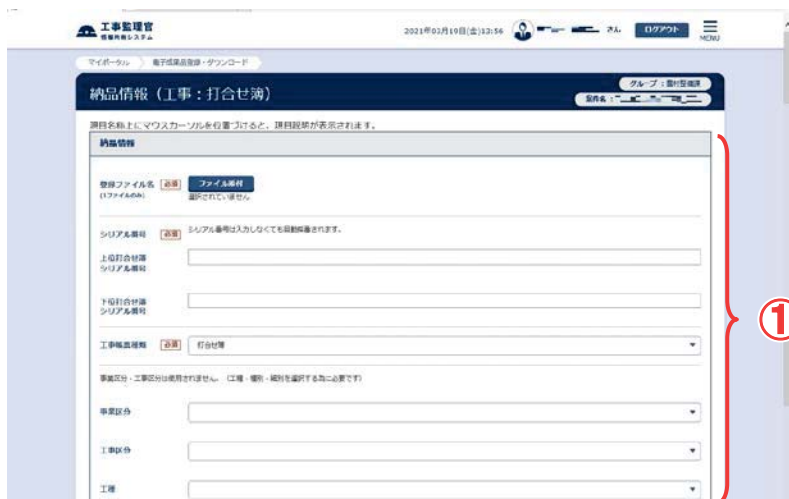 工事監理官
情報共有システム
2021年03月19日(金)13:56
さん
ログアウト
MENU
マイポータル
電子成果品登録・ダウンロード
納品情報（工事：打合せ簿）
グループ：農村整備課
案件名：
項目名称上にマウスカーソルを位置づけると、項目説明が表示されます。
納品情報
登録ファイル名 必須 ファイル添付
(1ファイルのみ) 選択されていません
シリアル番号 必須 シリアル番号は入力しなくても自動採番されます。
上位打合せ簿
シリアル番号
下位打合せ簿
シリアル番号
工事帳票種類 必須 打合せ簿
事業区分・工事区分は使用されません。（工種・種別・細別を選択する為に必要です）
事業区分
工事区分
工種
①